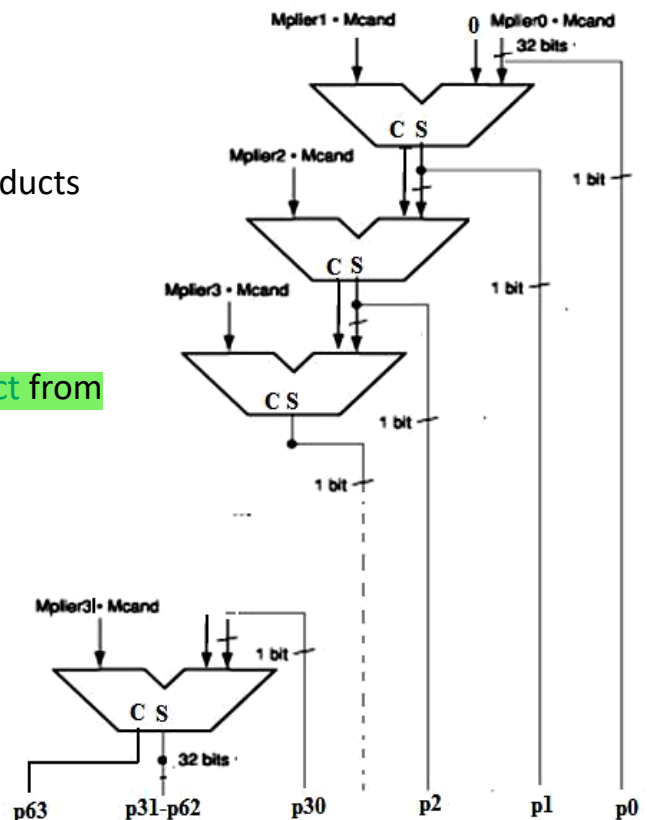 Mplier1 • Mcand
0 Mplier0 • Mcand
32 bits
C S
Mplier2 • Mcand
ducts
1 bit
C S
1 bit
Mplier3 • Mcand
ct from
C S
1 bit
1 bit
Mplier3l • Mcand
1 bit
C S
32 bits
p63 p31-p62 p30 p2 p1 p0